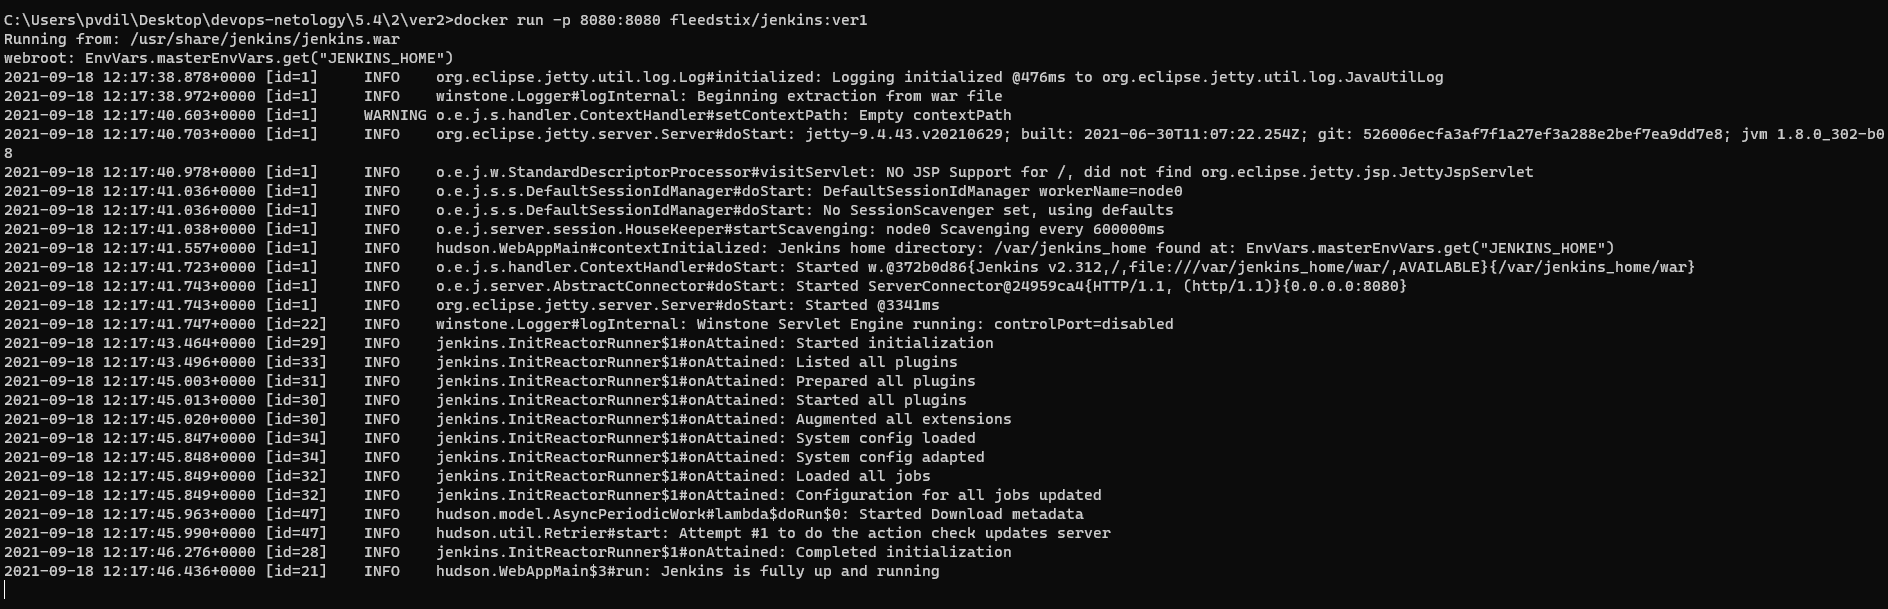 C:\Users\pvdil\Desktop\devops-netology\5.4\2\ver2>docker run -p 8080:8080 fleedstix/jenkins:ver1
Running from: /usr/share/jenkins/jenkins.war
webroot: EnvVars.masterEnvVars.get("JENKINS_HOME")
2021-09-18 12:17:38.878+0000 [id=1]     INFO    org.eclipse.jetty.util.log.Log#initialized: Logging initialized @476ms to org.eclipse.jetty.util.log.JavaUtilLog
2021-09-18 12:17:38.972+0000 [id=1]     INFO    winstone.Logger#logInternal: Beginning extraction from war file
2021-09-18 12:17:40.603+0000 [id=1]     WARNING o.e.j.s.handler.ContextHandler#setContextPath: Empty contextPath
2021-09-18 12:17:40.703+0000 [id=1]     INFO    org.eclipse.jetty.server.Server#doStart: jetty-9.4.43.v20210629; built: 2021-06-30T11:07:22.254Z; git: 526006ecfa3af7f1a27ef3a288e2bef7ea9dd7e8; jvm 1.8.0_302-b0
8
2021-09-18 12:17:40.978+0000 [id=1]     INFO    o.e.j.w.StandardDescriptorProcessor#visitServlet: NO JSP Support for /, did not find org.eclipse.jetty.jsp.JettyJspServlet
2021-09-18 12:17:41.036+0000 [id=1]     INFO    o.e.j.s.s.DefaultSessionIdManager#doStart: DefaultSessionIdManager workerName=node0
2021-09-18 12:17:41.036+0000 [id=1]     INFO    o.e.j.s.s.DefaultSessionIdManager#doStart: No SessionScavenger set, using defaults
2021-09-18 12:17:41.038+0000 [id=1]     INFO    o.e.j.server.session.HouseKeeper#startScavenging: node0 Scavenging every 600000ms
2021-09-18 12:17:41.557+0000 [id=1]     INFO    hudson.WebAppMain#contextInitialized: Jenkins home directory: /var/jenkins_home found at: EnvVars.masterEnvVars.get("JENKINS_HOME")
2021-09-18 12:17:41.723+0000 [id=1]     INFO    o.e.j.s.handler.ContextHandler#doStart: Started w.@372b0d86{Jenkins v2.312,/,file:///var/jenkins_home/war/,AVAILABLE}{/var/jenkins_home/war}
2021-09-18 12:17:41.743+0000 [id=1]     INFO    o.e.j.server.AbstractConnector#doStart: Started ServerConnector@24959ca4{HTTP/1.1, (http/1.1)}{0.0.0.0:8080}
2021-09-18 12:17:41.743+0000 [id=1]     INFO    org.eclipse.jetty.server.Server#doStart: Started @3341ms
2021-09-18 12:17:41.747+0000 [id=22]    INFO    winstone.Logger#logInternal: Winstone Servlet Engine running: controlPort=disabled
2021-09-18 12:17:43.464+0000 [id=29]    INFO    jenkins.InitReactorRunner$1#onAttained: Started initialization
2021-09-18 12:17:43.496+0000 [id=33]    INFO    jenkins.InitReactorRunner$1#onAttained: Listed all plugins
2021-09-18 12:17:45.003+0000 [id=31]    INFO    jenkins.InitReactorRunner$1#onAttained: Prepared all plugins
2021-09-18 12:17:45.013+0000 [id=30]    INFO    jenkins.InitReactorRunner$1#onAttained: Started all plugins
2021-09-18 12:17:45.020+0000 [id=30]    INFO    jenkins.InitReactorRunner$1#onAttained: Augmented all extensions
2021-09-18 12:17:45.847+0000 [id=34]    INFO    jenkins.InitReactorRunner$1#onAttained: System config loaded
2021-09-18 12:17:45.848+0000 [id=34]    INFO    jenkins.InitReactorRunner$1#onAttained: System config adapted
2021-09-18 12:17:45.849+0000 [id=32]    INFO    jenkins.InitReactorRunner$1#onAttained: Loaded all jobs
2021-09-18 12:17:45.849+0000 [id=32]    INFO    jenkins.InitReactorRunner$1#onAttained: Configuration for all jobs updated
2021-09-18 12:17:45.963+0000 [id=47]    INFO    hudson.model.AsyncPeriodicWork#lambda$doRun$0: Started Download metadata
2021-09-18 12:17:45.990+0000 [id=47]    INFO    hudson.util.Retrier#start: Attempt #1 to do the action check updates server
2021-09-18 12:17:46.276+0000 [id=28]    INFO    jenkins.InitReactorRunner$1#onAttained: Completed initialization
2021-09-18 12:17:46.436+0000 [id=21]    INFO    hudson.WebAppMain$3#run: Jenkins is fully up and running